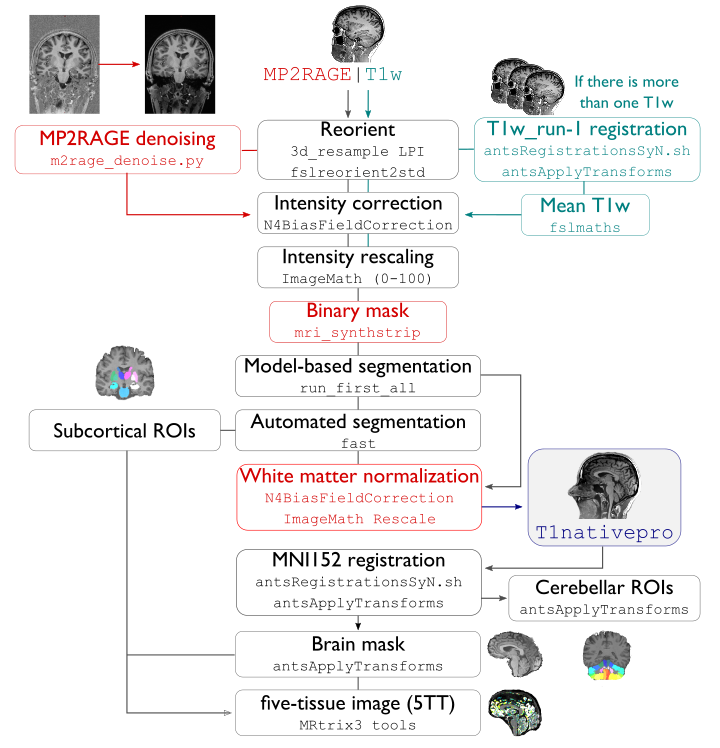 MP2RAGE|T1w
If there is more
than one T1w
MP2RAGE denoising
m2rage_denoise.py
Reorient
3d_resample LPI
fslreorient2std
T1w_run-1 registration
antsRegistrationsSyN.sh
antsApplyTransforms
Intensity correction
N4BiasFieldCorrection
Mean T1w
fslmaths
Intensity rescaling
ImageMath (0-100)
Binary mask
mri_synthstrip
Model-based segmentation
run_first_all
Subcortical ROIs
Automated segmentation
fast
White matter normalization
N4BiasFieldCorrection
ImageMath Rescale
T1nativepro
MNI152 registration
antsRegistrationsSyN.sh
antsApplyTransforms
Cerebellar ROIs
antsApplyTransforms
Brain mask
antsApplyTransforms
five-tissue image (5TT)
MRtrix3 tools